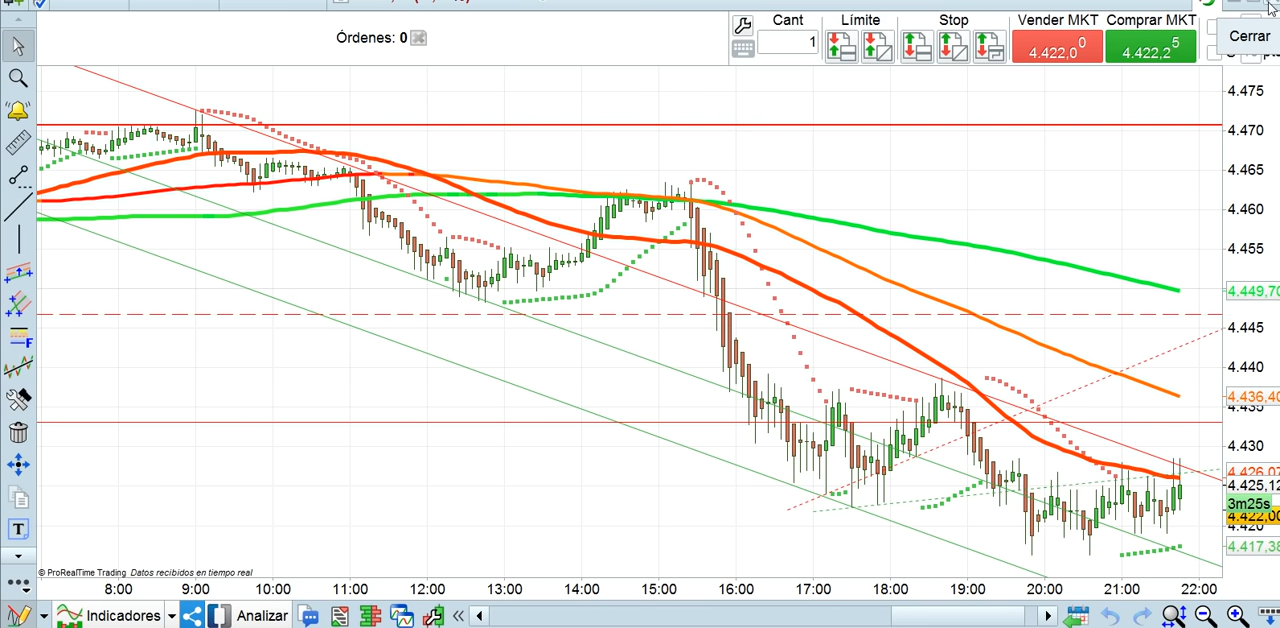 Órdenes: 0
Cant
Límite
Stop
Vender MKT
Comprar MKT
1
4.422,0 0
4.422,2 5
Cerrar
4.475
4.470
4.465
4.460
4.455
4.449,70
4.445
4.440
4.436,40
4.435
4.430
4.426,07
4.425,12
3m25s
4.422,00
4.420
4.417,38
© ProRealTime Trading Datos recibidos en tiempo real
8:00 9:00 10:00 11:00 12:00 13:00 14:00 15:00 16:00 17:00 18:00 19:00 20:00 21:00 22:00
Indicadores
Analizar